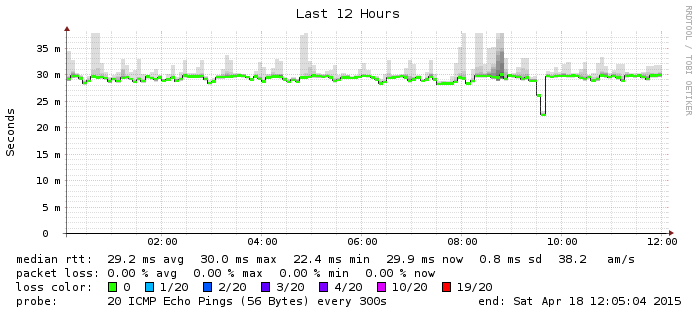 Last 12 Hours
RRDTOOL / TOBI OETIKER
Seconds
35 m
30 m
25 m
20 m
15 m
10 m
5 m
0
02:00 04:00 06:00 08:00 10:00 12:00
median rtt: 29.2 ms avg 30.0 ms max 22.4 ms min 29.9 ms now 0.8 ms sd 38.2 am/s
packet loss: 0.00 % avg 0.00 % max 0.00 % min 0.00 % now
loss color: 0 1/20 2/20 3/20 4/20 10/20 19/20
probe: 20 ICMP Echo Pings (56 Bytes) every 300s end: Sat Apr 18 12:05:04 2015